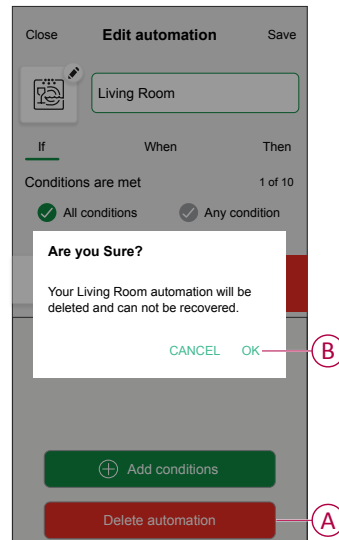 Close Edit automation Save
Living Room
If When Then
Conditions are met 1 of 10
All conditions Any condition
Are you Sure?
Your Living Room automation will be
deleted and can not be recovered.
CANCEL OK
B
Add conditions
Delete automation
A